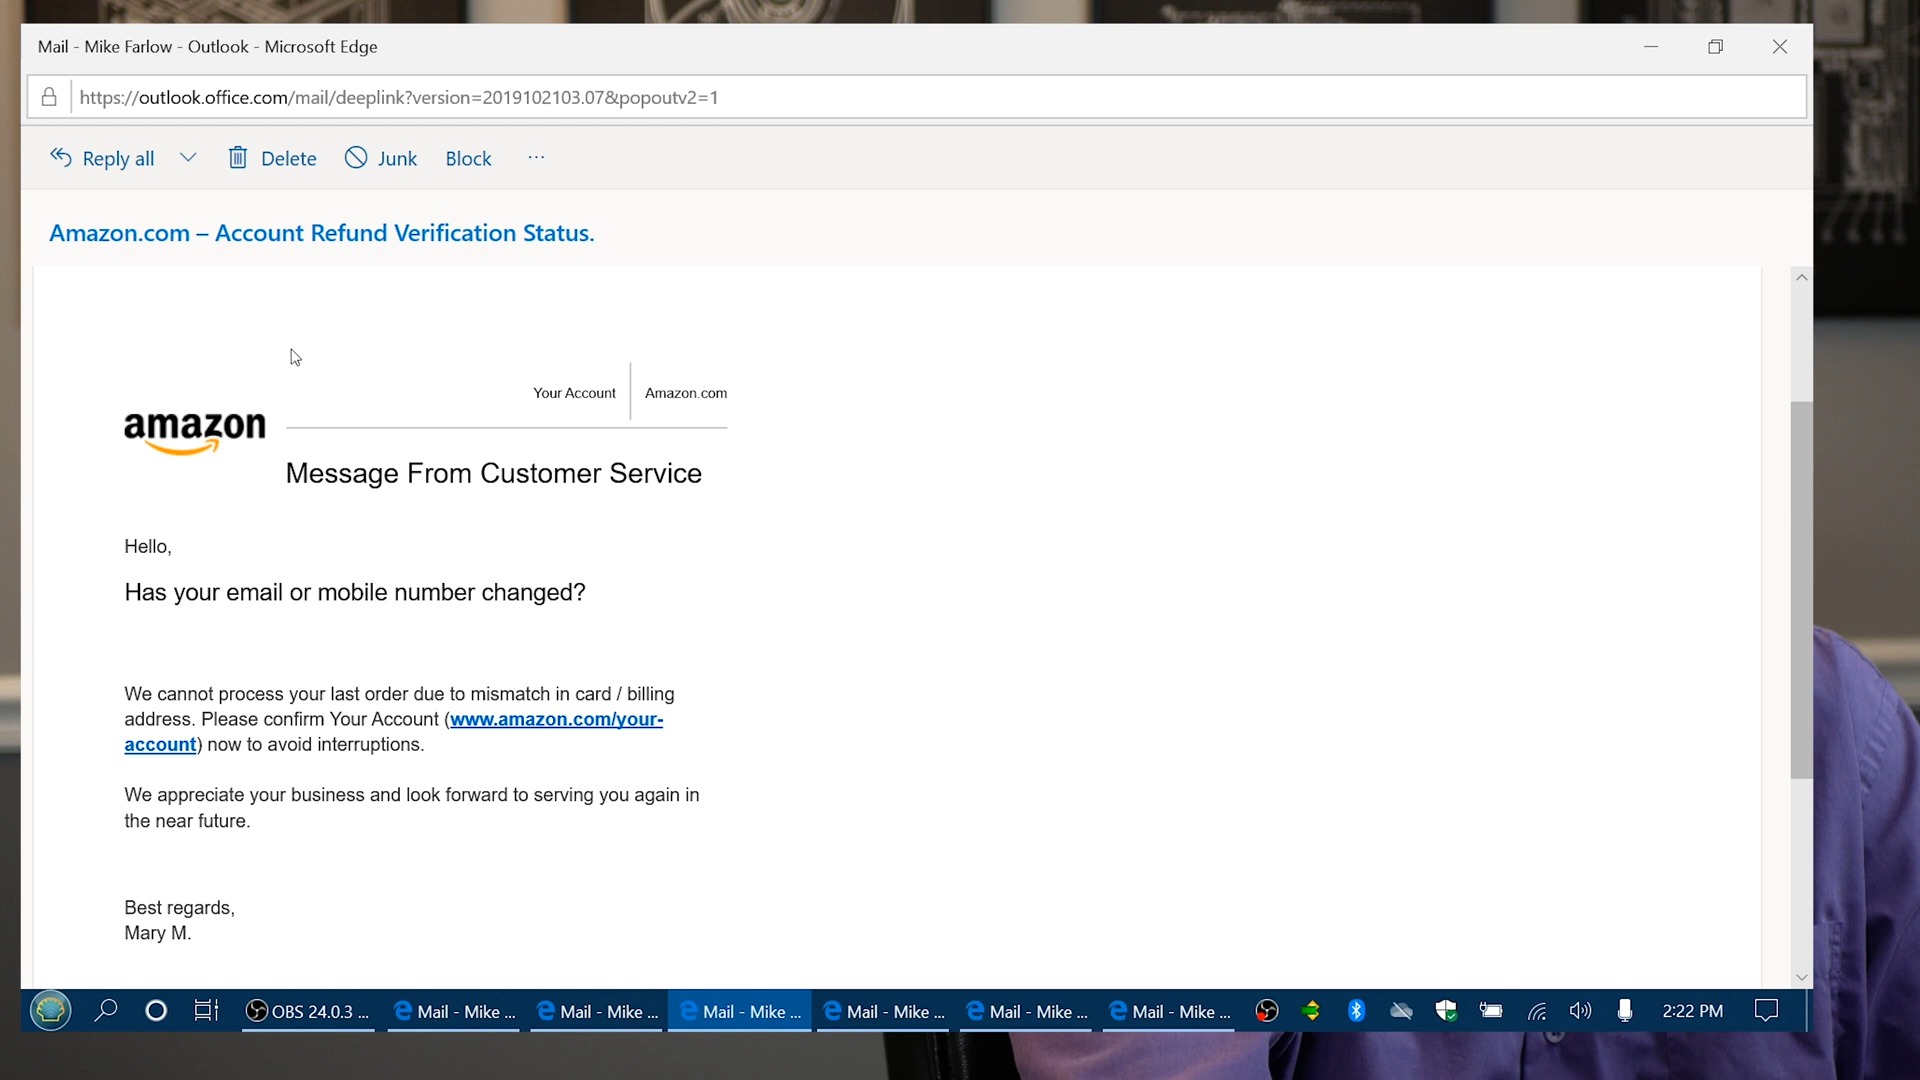 Mail - Mike Farlow - Outlook - Microsoft Edge
https://outlook.office.com/mail/deeplink?version=2019102103.07&popoutv2=1
Reply all
Delete
Junk
Block
Amazon.com – Account Refund Verification Status.
Your Account
Amazon.com
amazon
Message From Customer Service
Hello,
Has your email or mobile number changed?
We cannot process your last order due to mismatch in card / billing
address. Please confirm Your Account (www.amazon.com/your-
account) now to avoid interruptions.
We appreciate your business and look forward to serving you again in
the near future.
Best regards,
Mary M.
OBS 24.0.3 ...
Mail - Mike ...
Mail - Mike ...
Mail - Mike ...
Mail - Mike ...
Mail - Mike ...
Mail - Mike ...
2:22 PM